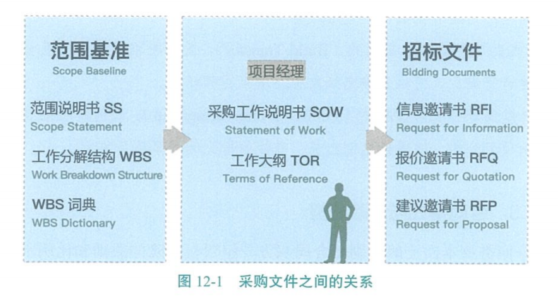 范围基准
Scope Baseline
范围说明书 SS
Scope Statement
工作分解结构 WBS
Work Breakdown Structure
WBS 词典
WBS Dictionary
项目经理
采购工作说明书 SOW
Statement of Work
工作大纲 TOR
Terms of Reference
招标文件
Bidding Documents
信息邀请书 RFI
Request for Information
报价邀请书 RFQ
Request for Quotation
建议邀请书 RFP
Request for Proposal
图 12-1 采购文件之间的关系